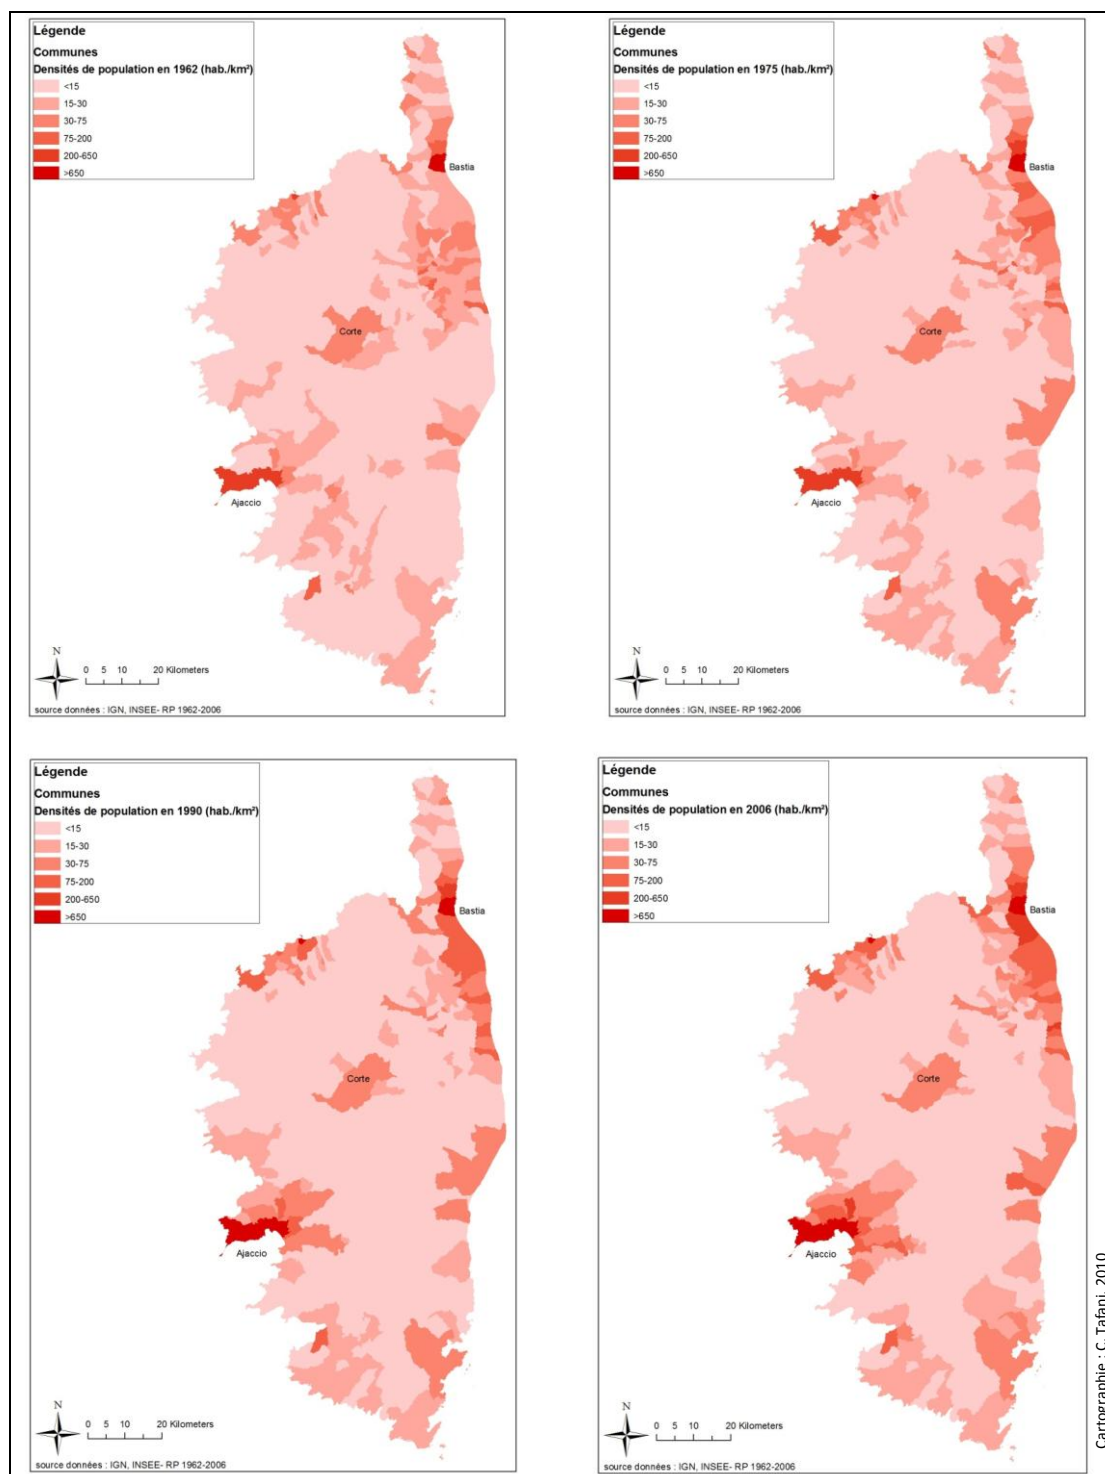 Légende
Communes
Densités de population en 1962 (hab./km²)
<15
15-30
30-75
75-200
200-650
>650
Bastia
Corte
Ajaccio
N
0 5 10 20 Kilometers
source données : IGN, INSEE- RP 1962-2006
Légende
Communes
Densités de population en 1975 (hab./km²)
<15
15-30
30-75
75-200
200-650
>650
Bastia
Corte
Ajaccio
N
0 5 10 20 Kilometers
source données : IGN, INSEE- RP 1962-2006
Légende
Communes
Densités de population en 1990 (hab./km²)
<15
15-30
30-75
75-200
200-650
>650
Bastia
Corte
Ajaccio
N
0 5 10 20 Kilometers
source données : IGN, INSEE- RP 1962-2006
Légende
Communes
Densités de population en 2006 (hab./km²)
<15
15-30
30-75
75-200
200-650
>650
Bastia
Corte
Ajaccio
N
0 5 10 20 Kilometers
source données : IGN, INSEE- RP 1962-2006
Cartographie : C. Tafani, 2010